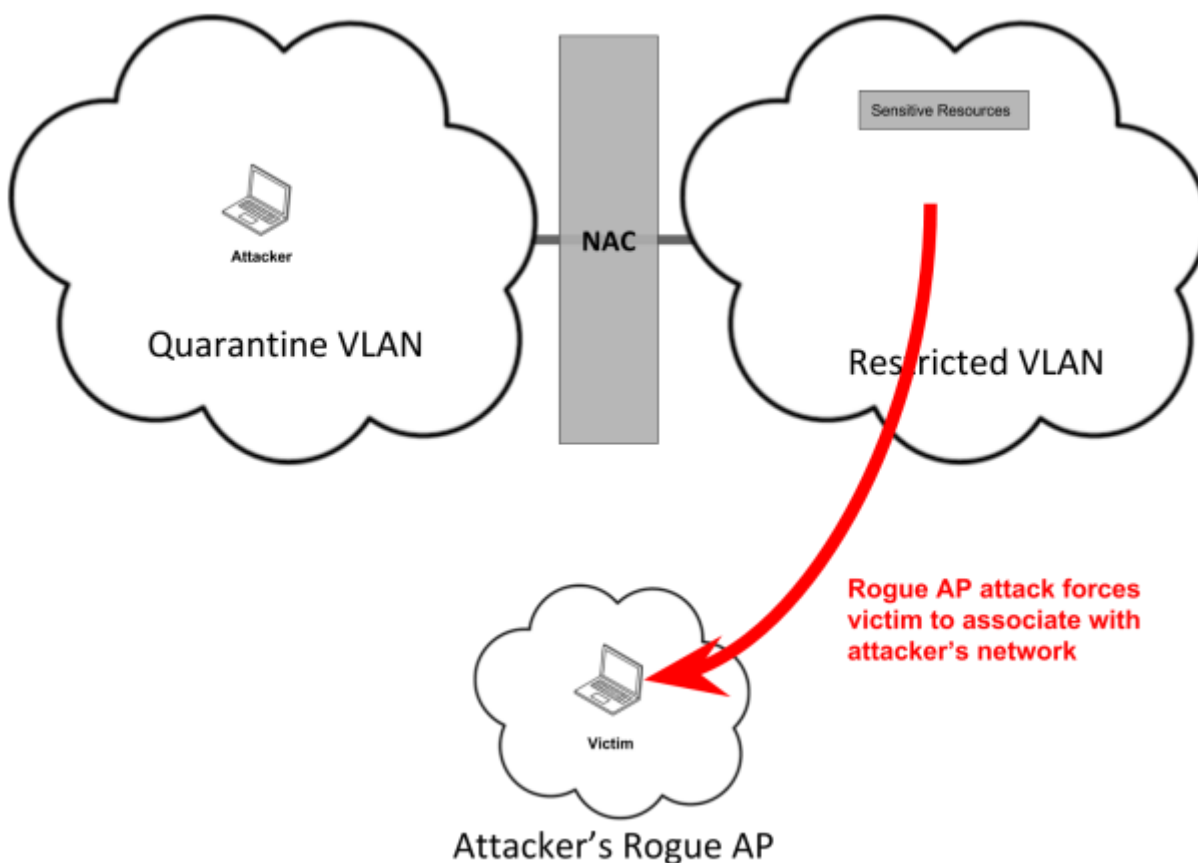 Sensitive Resources
NAC
Attacker
Quarantine VLAN
Restricted VLAN
Rogue AP attack forces
victim to associate with
attacker's network
Victim
Attacker's Rogue AP